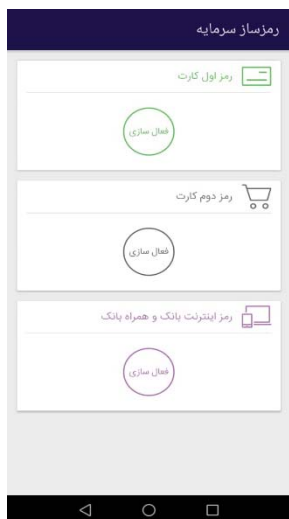 رمزساز سرمایه
رمز اول کارت
فعال سازی
رمز دوم کارت
فعال سازی
رمز اینترنت بانک و همراه بانک
فعال سازی